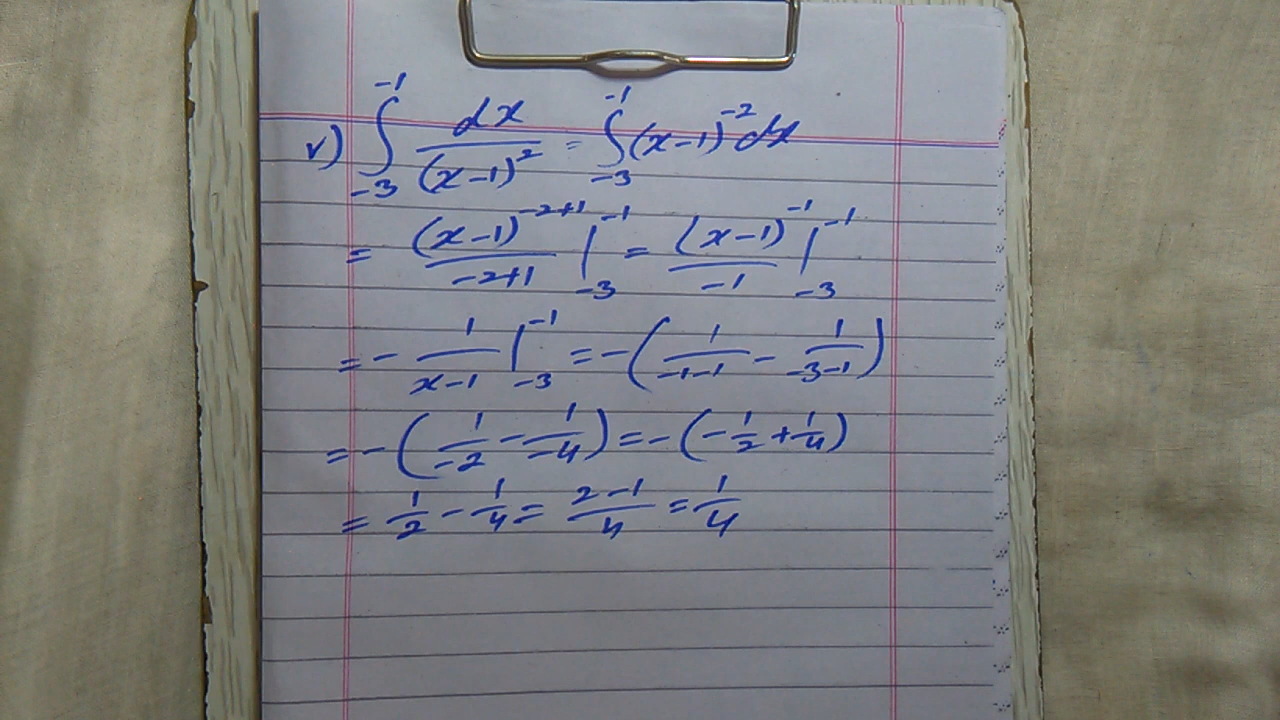 v) ∫_{-3}^{-1} dx/(x-1)² = ∫_{-3}^{-1} (x-1)^{-2} dx
= (x-1)^{-2+1}/(-2+1) |_{-3}^{-1} = (x-1)^{-1}/(-1) |_{-3}^{-1}
= - 1/(x-1) |_{-3}^{-1} = -(1/(-1-1) - 1/(-3-1))
= -(1/(-2) - 1/(-4)) = -(-1/2 + 1/4)
= 1/2 - 1/4 = (2-1)/4 = 1/4